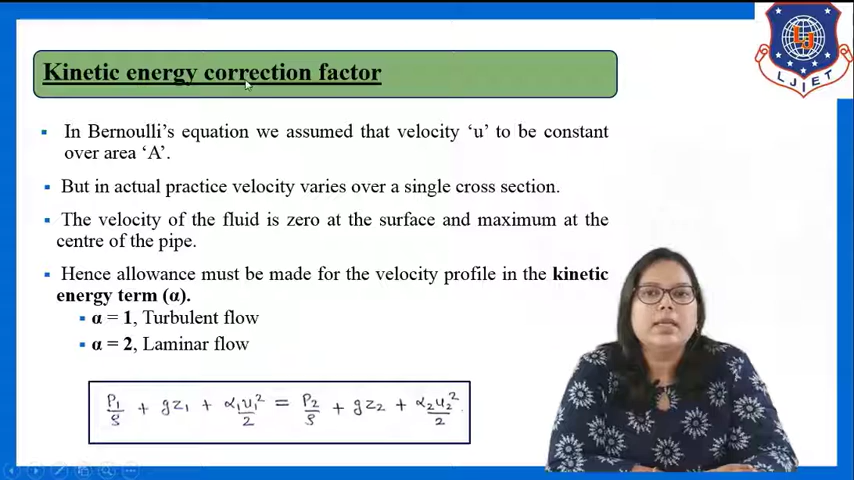 Kinetic energy correction factor
LJ
LJIET
▪ In Bernoulli's equation we assumed that velocity 'u' to be constant
over area 'A'.
▪ But in actual practice velocity varies over a single cross section.
▪ The velocity of the fluid is zero at the surface and maximum at the
centre of the pipe.
▪ Hence allowance must be made for the velocity profile in the kinetic
energy term (α).
▪ α = 1, Turbulent flow
▪ α = 2, Laminar flow
P₁/ρ + gz₁ + α₁u₁²/2 = P₂/ρ + gz₂ + α₂u₂²/2